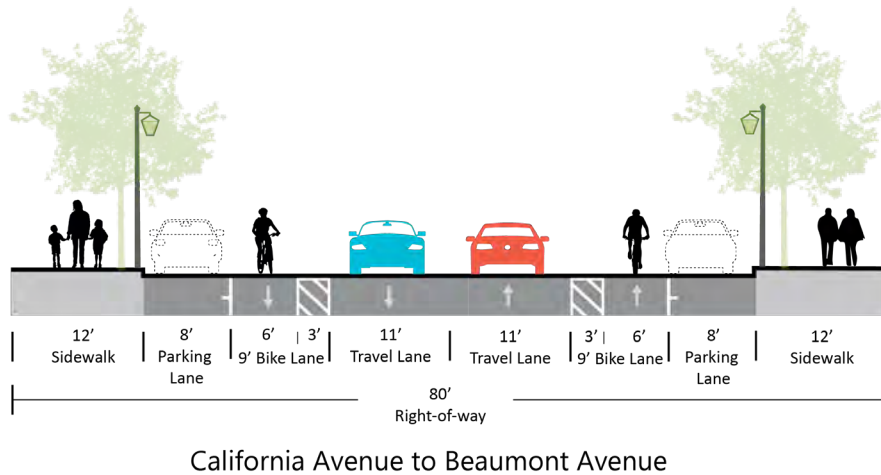 12’ 8’ 6’ | 3’ 11’ 11’ 3’ | 6’ 8’ 12’
Sidewalk Parking 9’ Bike Lane Travel Lane Travel Lane 9’ Bike Lane Parking Sidewalk
Lane Lane
80’
Right-of-way
California Avenue to Beaumont Avenue